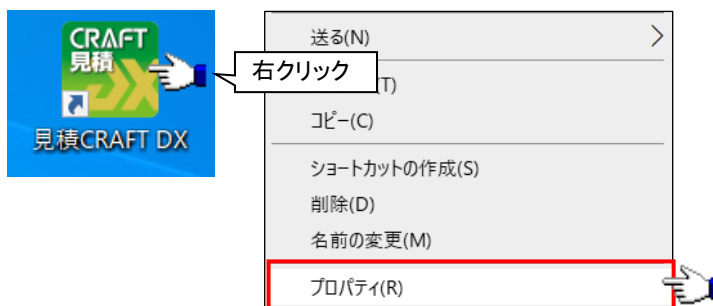 CRAFT
見積
見積CRAFT DX
右クリック
送る(N)
(T)
コピー(C)
ショートカットの作成(S)
削除(D)
名前の変更(M)
プロパティ(R)